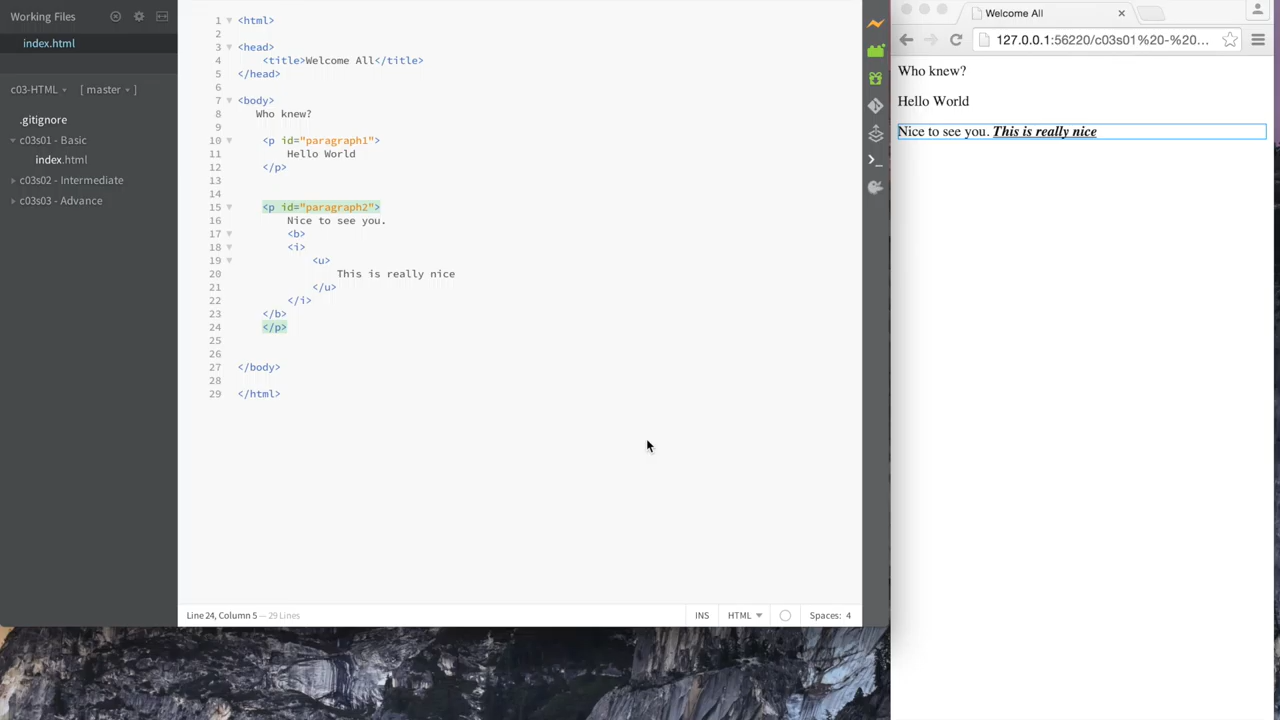 Working Files
index.html
c03-HTML [ master ]
.gitignore
c03s01 - Basic
index.html
c03s02 - Intermediate
c03s03 - Advance
1 <html>
2
3 <head>
4 <title>Welcome All</title>
5 </head>
6
7 <body>
8 Who knew?
9
10 <p id="paragraph1">
11 Hello World
12 </p>
13
14
15 <p id="paragraph2">
16 Nice to see you.
17 <b>
18 <i>
19 <u>
20 This is really nice
21 </u>
22 </i>
23 </b>
24 </p>
25
26
27 </body>
28
29 </html>
Line 24, Column 5 — 29 Lines
INS HTML Spaces: 4
Welcome All
127.0.0.1:56220/c03s01%20-%20...
Who knew?
Hello World
Nice to see you. This is really nice